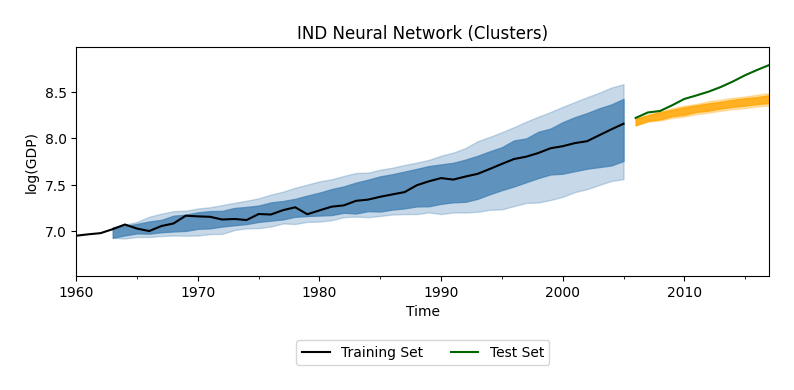 IND Neural Network (Clusters)
log(GDP)
8.5
8.0
7.5
7.0
1960 1970 1980 1990 2000 2010
Time
Training Set Test Set